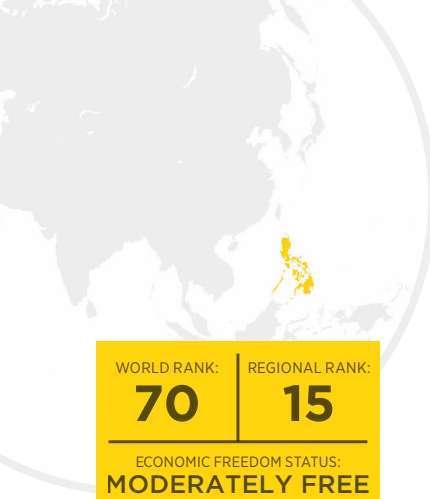 WORLD RANK:
70
REGIONAL RANK:
15
ECONOMIC FREEDOM STATUS:
MODERATELY FREE